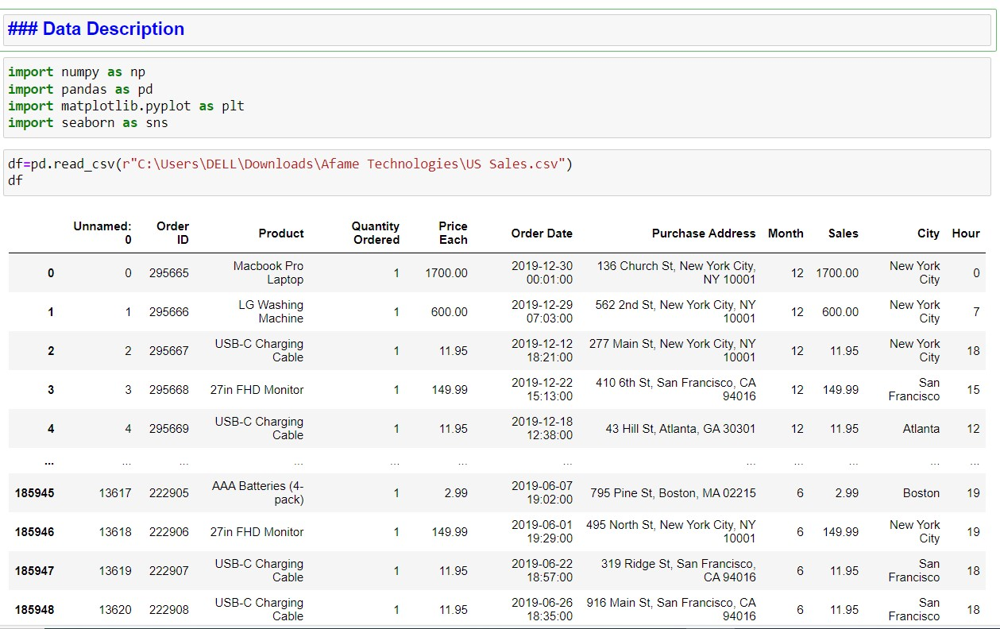 ### Data Description
import numpy as np
import pandas as pd
import matplotlib.pyplot as plt
import seaborn as sns
df=pd.read_csv(r"C:\Users\DELL\Downloads\Afame Technologies\US Sales.csv")
df
Unnamed: Order Quantity Price
0 ID Product Ordered Each Order Date Purchase Address Month Sales City Hour
0 0 295665 Macbook Pro Laptop 1 1700.00 2019-12-30 00:01:00 136 Church St, New York City, NY 10001 12 1700.00 New York City 0
1 1 295666 LG Washing Machine 1 600.00 2019-12-29 07:03:00 562 2nd St, New York City, NY 10001 12 600.00 New York City 7
2 2 295667 USB-C Charging Cable 1 11.95 2019-12-12 18:21:00 277 Main St, New York City, NY 10001 12 11.95 New York City 18
3 3 295668 27in FHD Monitor 1 149.99 2019-12-22 15:13:00 410 6th St, San Francisco, CA 94016 12 149.99 San Francisco 15
4 4 295669 USB-C Charging Cable 1 11.95 2019-12-18 12:38:00 43 Hill St, Atlanta, GA 30301 12 11.95 Atlanta 12
... ... ... ... ... ... ... ... ... ... ... ...
185945 13617 222905 AAA Batteries (4-pack) 1 2.99 2019-06-07 19:02:00 795 Pine St, Boston, MA 02215 6 2.99 Boston 19
185946 13618 222906 27in FHD Monitor 1 149.99 2019-06-01 19:29:00 495 North St, New York City, NY 10001 6 149.99 New York City 19
185947 13619 222907 USB-C Charging Cable 1 11.95 2019-06-22 18:57:00 319 Ridge St, San Francisco, CA 94016 6 11.95 San Francisco 18
185948 13620 222908 USB-C Charging Cable 1 11.95 2019-06-26 18:35:00 916 Main St, San Francisco, CA 94016 6 11.95 San Francisco 18